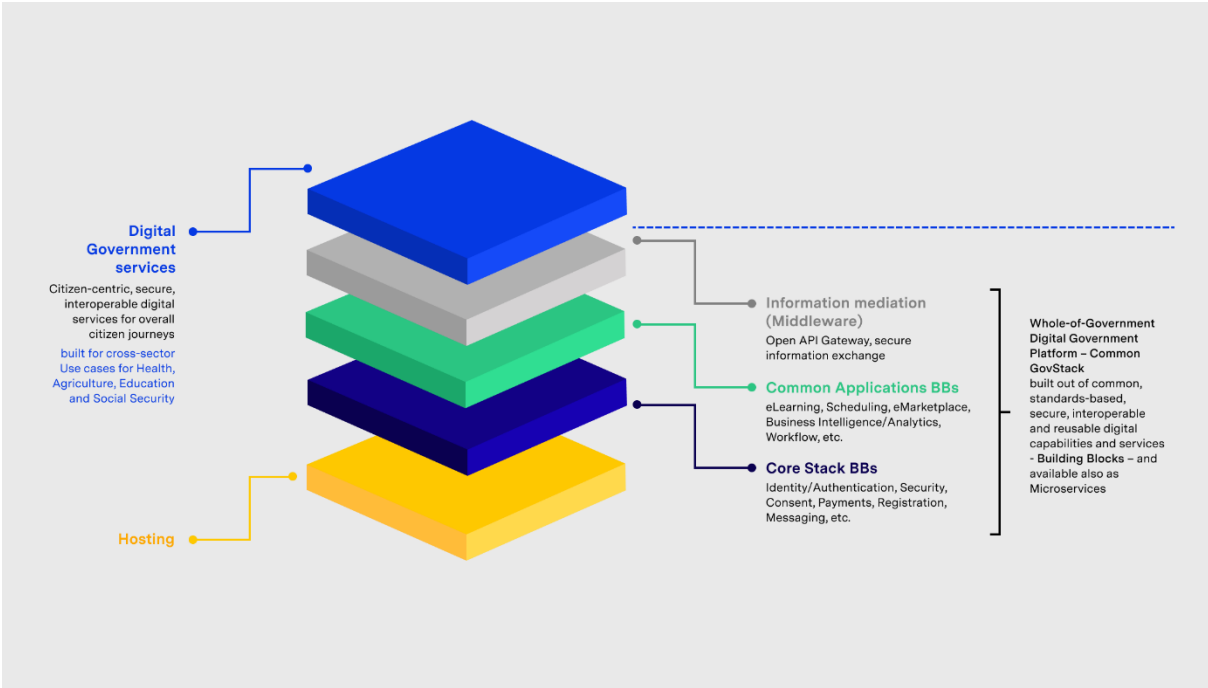 Digital
Government
services
Citizen-centric, secure,
interoperable digital
services for overall
citizen journeys
built for cross-sector
Use cases for Health,
Agriculture, Education
and Social Security
Hosting
Information mediation
(Middleware)
Open API Gateway, secure
information exchange
Common Applications BBs
eLearning, Scheduling, eMarketplace,
Business Intelligence/Analytics,
Workflow, etc.
Core Stack BBs
Identity/Authentication, Security,
Consent, Payments, Registration,
Messaging, etc.
Whole-of-Government
Digital Government
Platform – Common
GovStack
built out of common,
standards-based,
secure, interoperable
and reusable digital
capabilities and services
- Building Blocks – and
available also as
Microservices